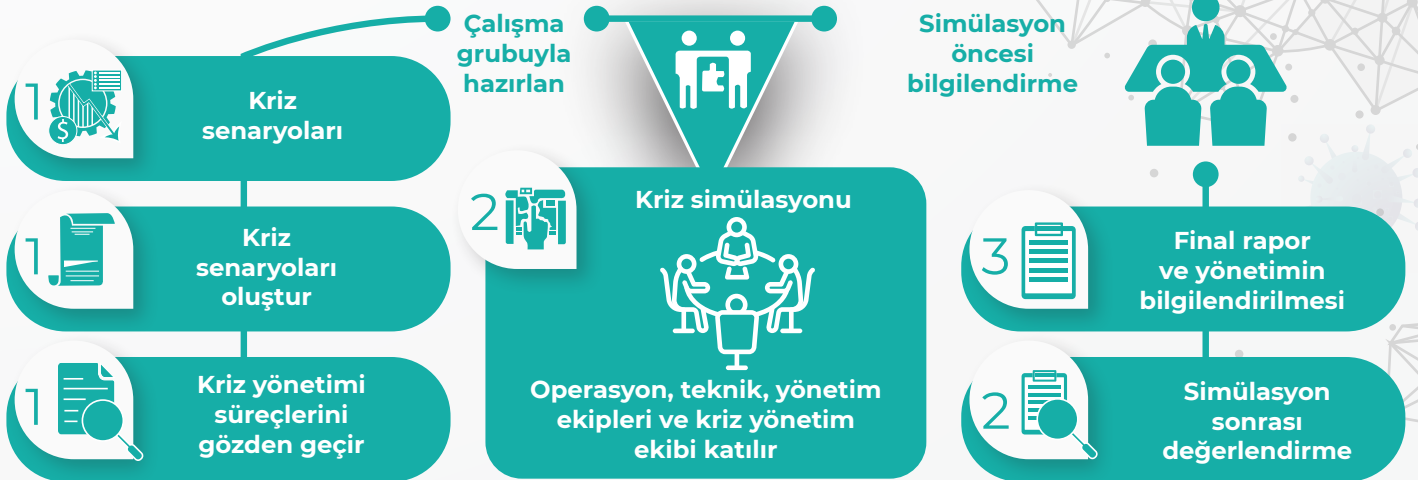 Çalışma
grubuyla
hazırlan
Simülasyon
öncesi
bilgilendirme
1
Kriz
senaryoları
1
Kriz
senaryoları
oluştur
1
Kriz yönetimi
süreçlerini
gözden geçir
2
Kriz simülasyonu
Operasyon, teknik, yönetim
ekipleri ve kriz yönetim
ekibi katılır
3
Final rapor
ve yönetimin
bilgilendirilmesi
2
Simülasyon
sonrası
değerlendirme
$